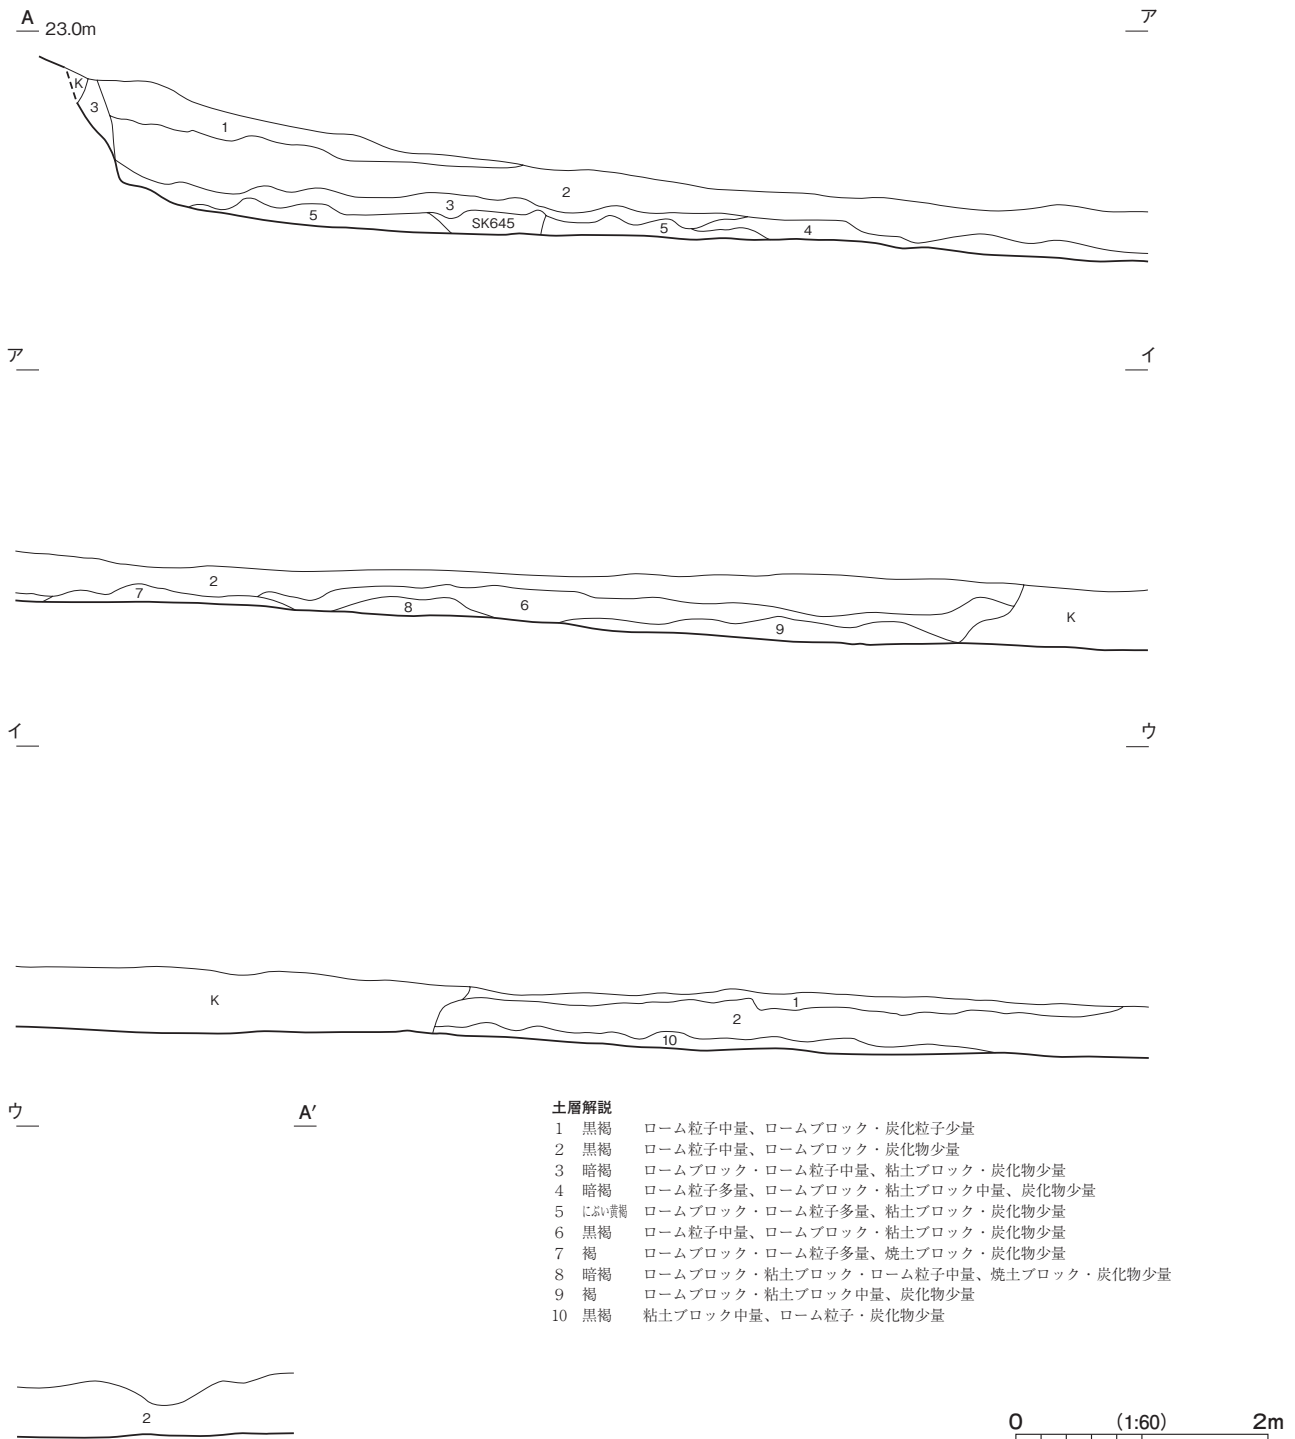 A 23.0m ア
K
3
1
2
3
5 SK645 5 4
ア イ
2
7
8 6
9
K
イ ウ
K
1
2
10
ウ A′
土層解説
1 黒褐 ローム粒子中量、ロームブロック・炭化粒子少量
2 黒褐 ローム粒子中量、ロームブロック・炭化物少量
3 暗褐 ロームブロック・ローム粒子中量、粘土ブロック・炭化物少量
4 暗褐 ローム粒子多量、ロームブロック・粘土ブロック中量、炭化物少量
5 にぶい黄褐 ロームブロック・ローム粒子多量、粘土ブロック・炭化物少量
6 黒褐 ローム粒子中量、ロームブロック・粘土ブロック・炭化物少量
7 褐 ロームブロック・ローム粒子多量、焼土ブロック・炭化物少量
8 暗褐 ロームブロック・粘土ブロック・ローム粒子中量、焼土ブロック・炭化物少量
9 褐 ロームブロック・粘土ブロック中量、炭化物少量
10 黒褐 粘土ブロック中量、ローム粒子・炭化物少量
2
0 (1:60) 2m